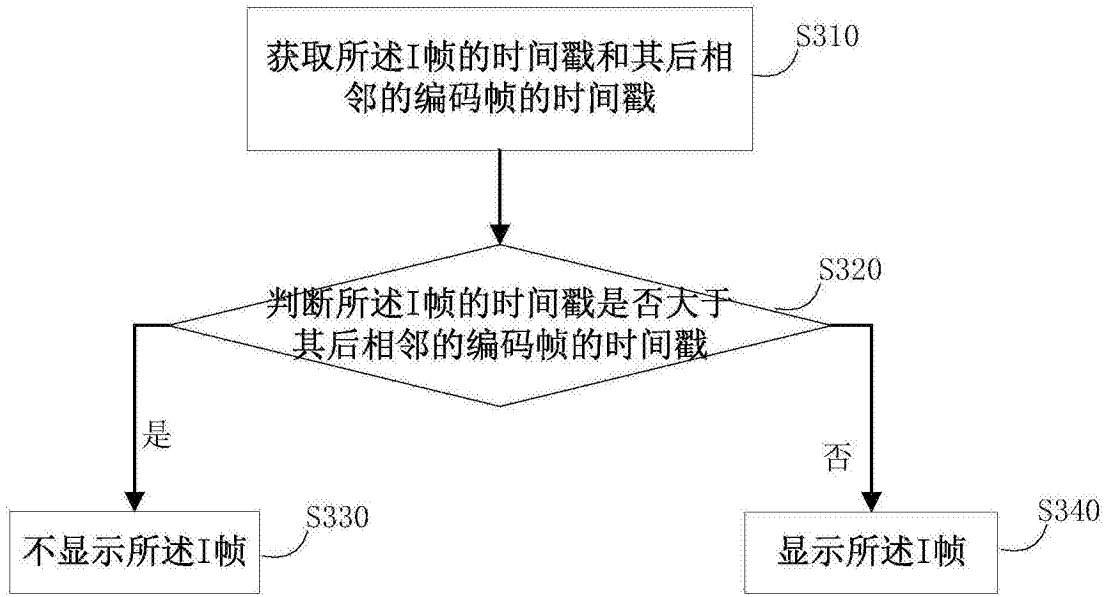 S310
获取所述I帧的时间戳和其后相
邻的编码帧的时间戳
S320
判断所述I帧的时间戳是否大于
其后相邻的编码帧的时间戳
是
否
S330
不显示所述I帧
S340
显示所述I帧